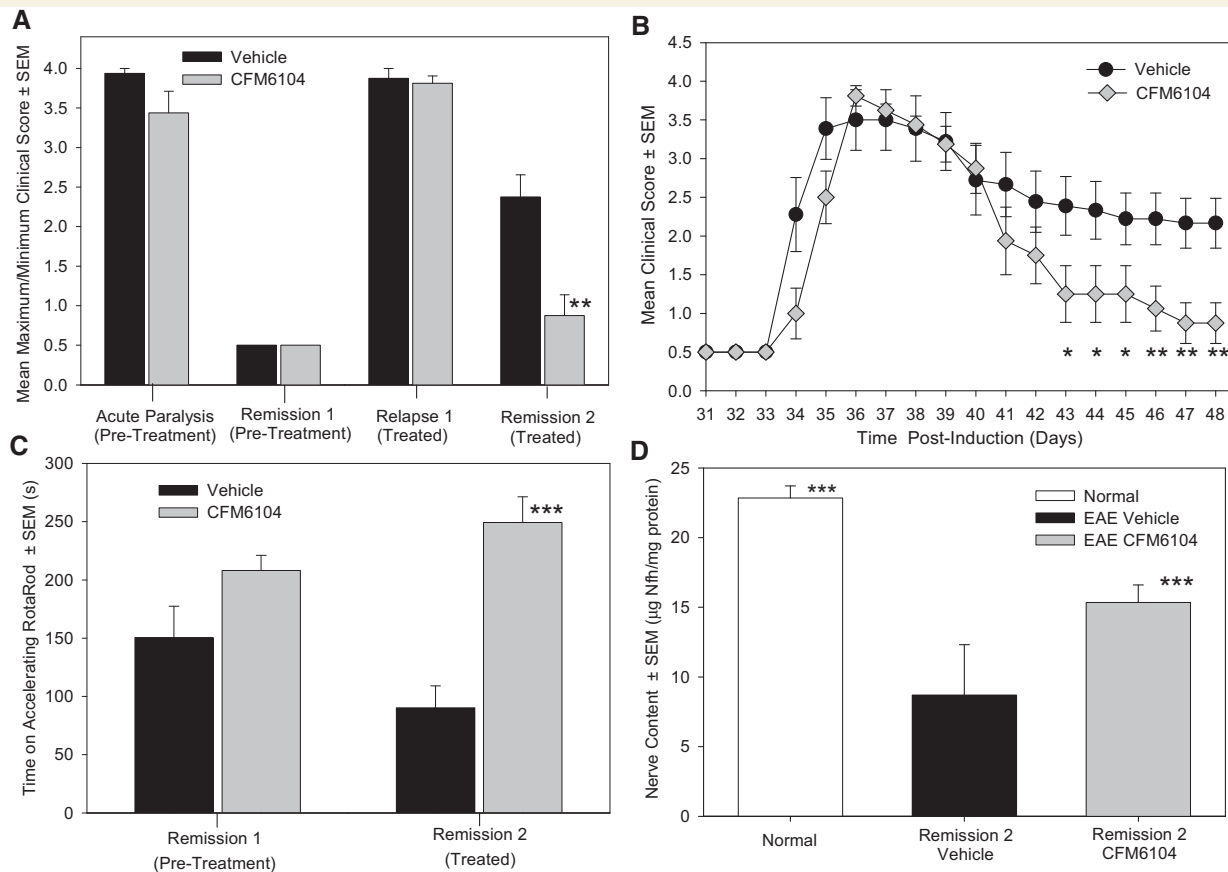 A
Mean Maximum/Minimum Clinical Score ± SEM
4.0
3.5
3.0
2.5
2.0
1.5
1.0
0.5
0.0
Vehicle
CFM6104
**
Acute Paralysis
(Pre-Treatment)
Remission 1
(Pre-Treatment)
Relapse 1
(Treated)
Remission 2
(Treated)
B
Mean Clinical Score ± SEM
4.5
4.0
3.5
3.0
2.5
2.0
1.5
1.0
0.5
0.0
Vehicle
CFM6104
* * * ** ** **
31 32 33 34 35 36 37 38 39 40 41 42 43 44 45 46 47 48
Time Post-Induction (Days)
C
Time on Accelerating RotaRod ± SEM (s)
300
250
200
150
100
50
0
Vehicle
CFM6104
***
Remission 1
(Pre-Treatment)
Remission 2
(Treated)
D
Nerve Content ± SEM (µg Nfh/mg protein)
25
20
15
10
5
0
***
Normal
EAE Vehicle
EAE CFM6104
***
Normal
Remission 2
Vehicle
Remission 2
CFM6104